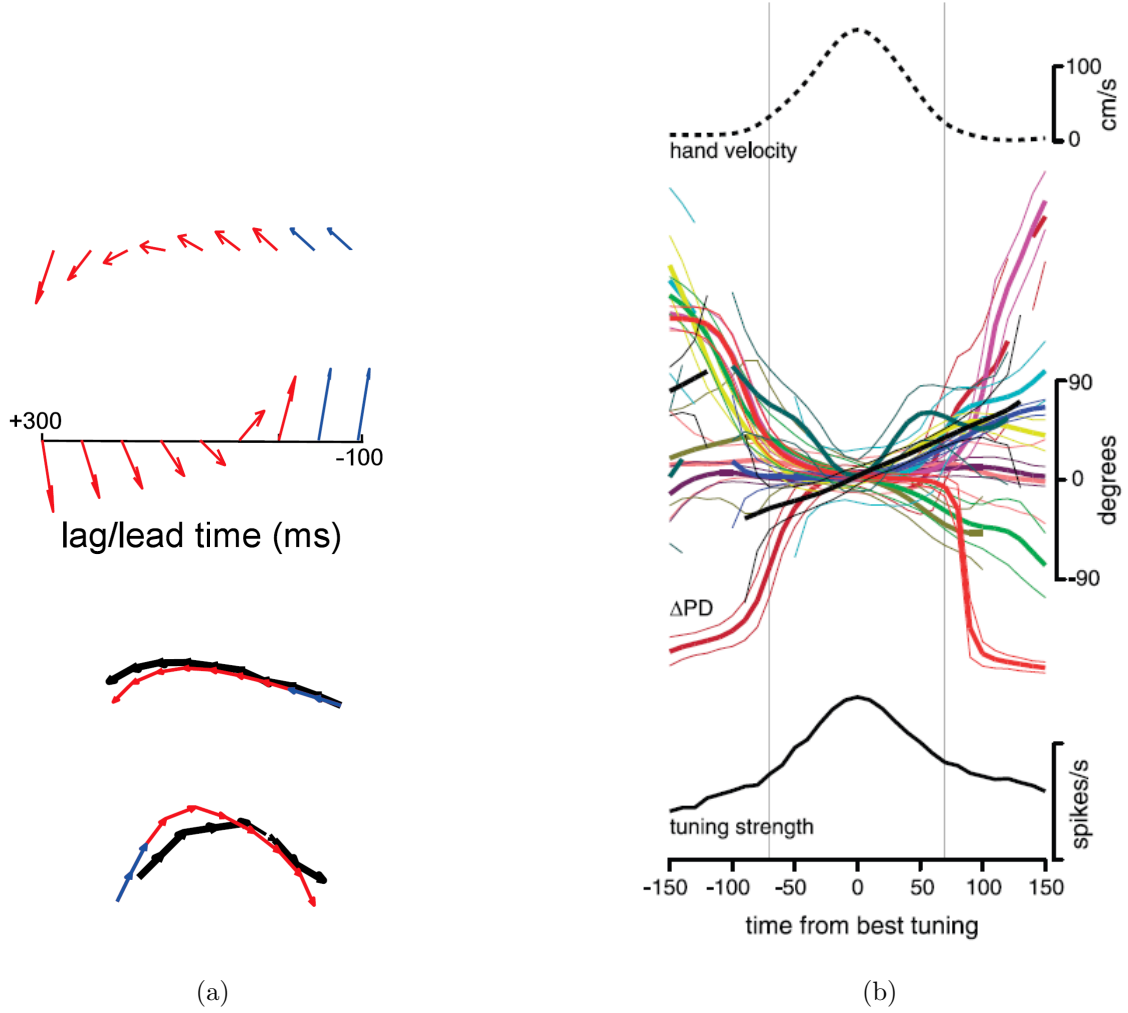 +300
-100
lag/lead time (ms)
(a)
100
cm/s
0
hand velocity
90
degrees
0
-90
ΔPD
spikes/s
tuning strength
-150 -100 -50 0 50 100 150
time from best tuning
(b)